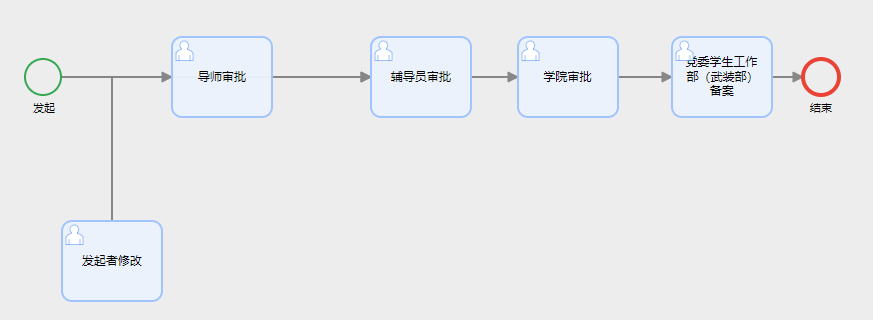 导师审批
辅导员审批
学院审批
党委学生工作
部（武装部）
备案
发起
结束
发起者修改